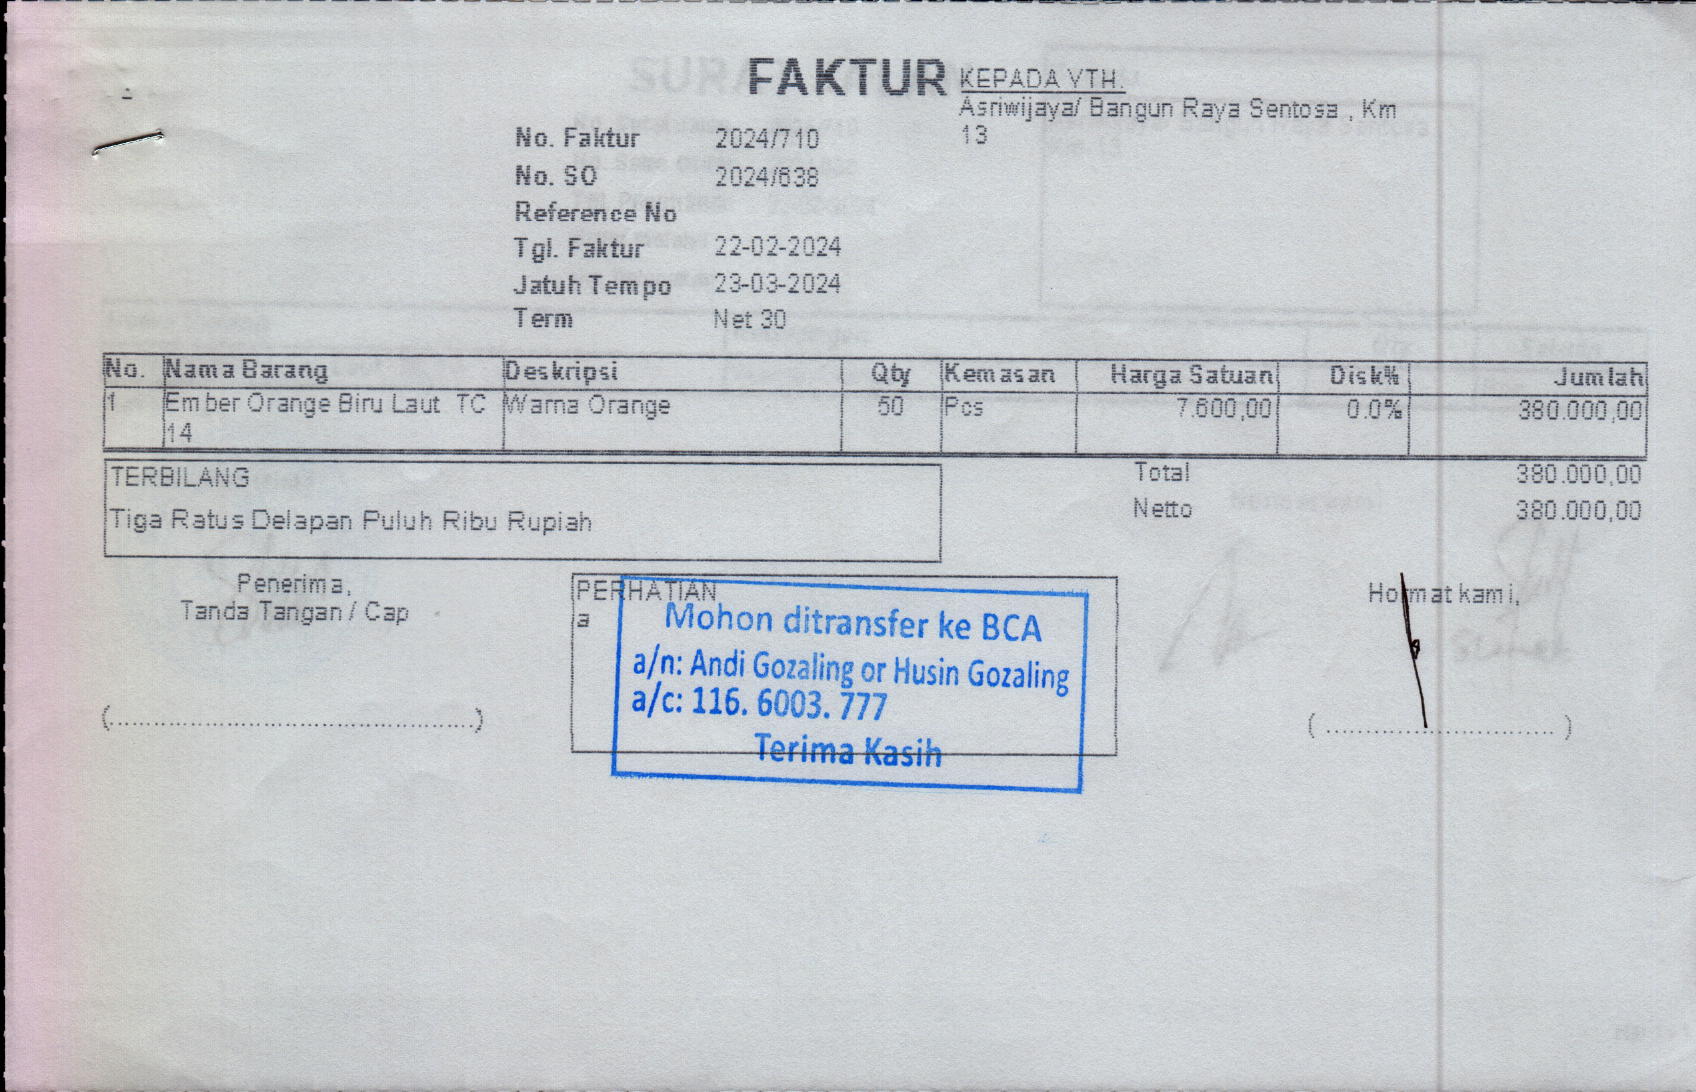 FAKTUR
KEPADA YTH.
Asriwijaya/ Bangun Raya Sentosa , Km
13
No. Faktur 2024/710
No. SO 2024/638
Reference No
Tgl. Faktur 22-02-2024
Jatuh Tempo 23-03-2024
Term Net 30
No. Nama Barang Deskripsi Qty Kemasan Harga Satuan Disk% Jumlah
1 Ember Orange Biru Laut TC Warna Orange 50 Pcs 7.600,00 0.0% 380.000,00
14
TERBILANG
Tiga Ratus Delapan Puluh Ribu Rupiah
Total 380.000,00
Netto 380.000,00
Penerima,
Tanda Tangan / Cap
(..............................................)
PERHATIAN
a
Mohon ditransfer ke BCA
a/n: Andi Gozaling or Husin Gozaling
a/c: 116. 6003. 777
Terima Kasih
Hormat kami,
( ............................. )